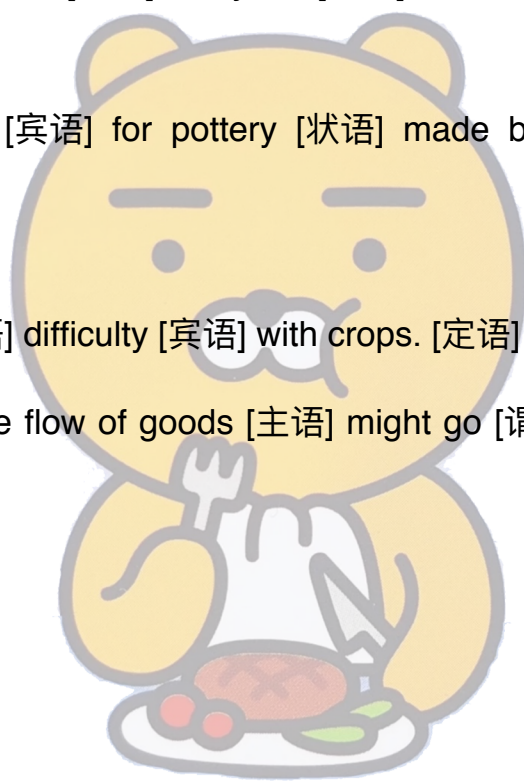 [宾语] for pottery [状语] made
] difficulty [宾语] with crops. [定语]
flow of goods [主语] might go